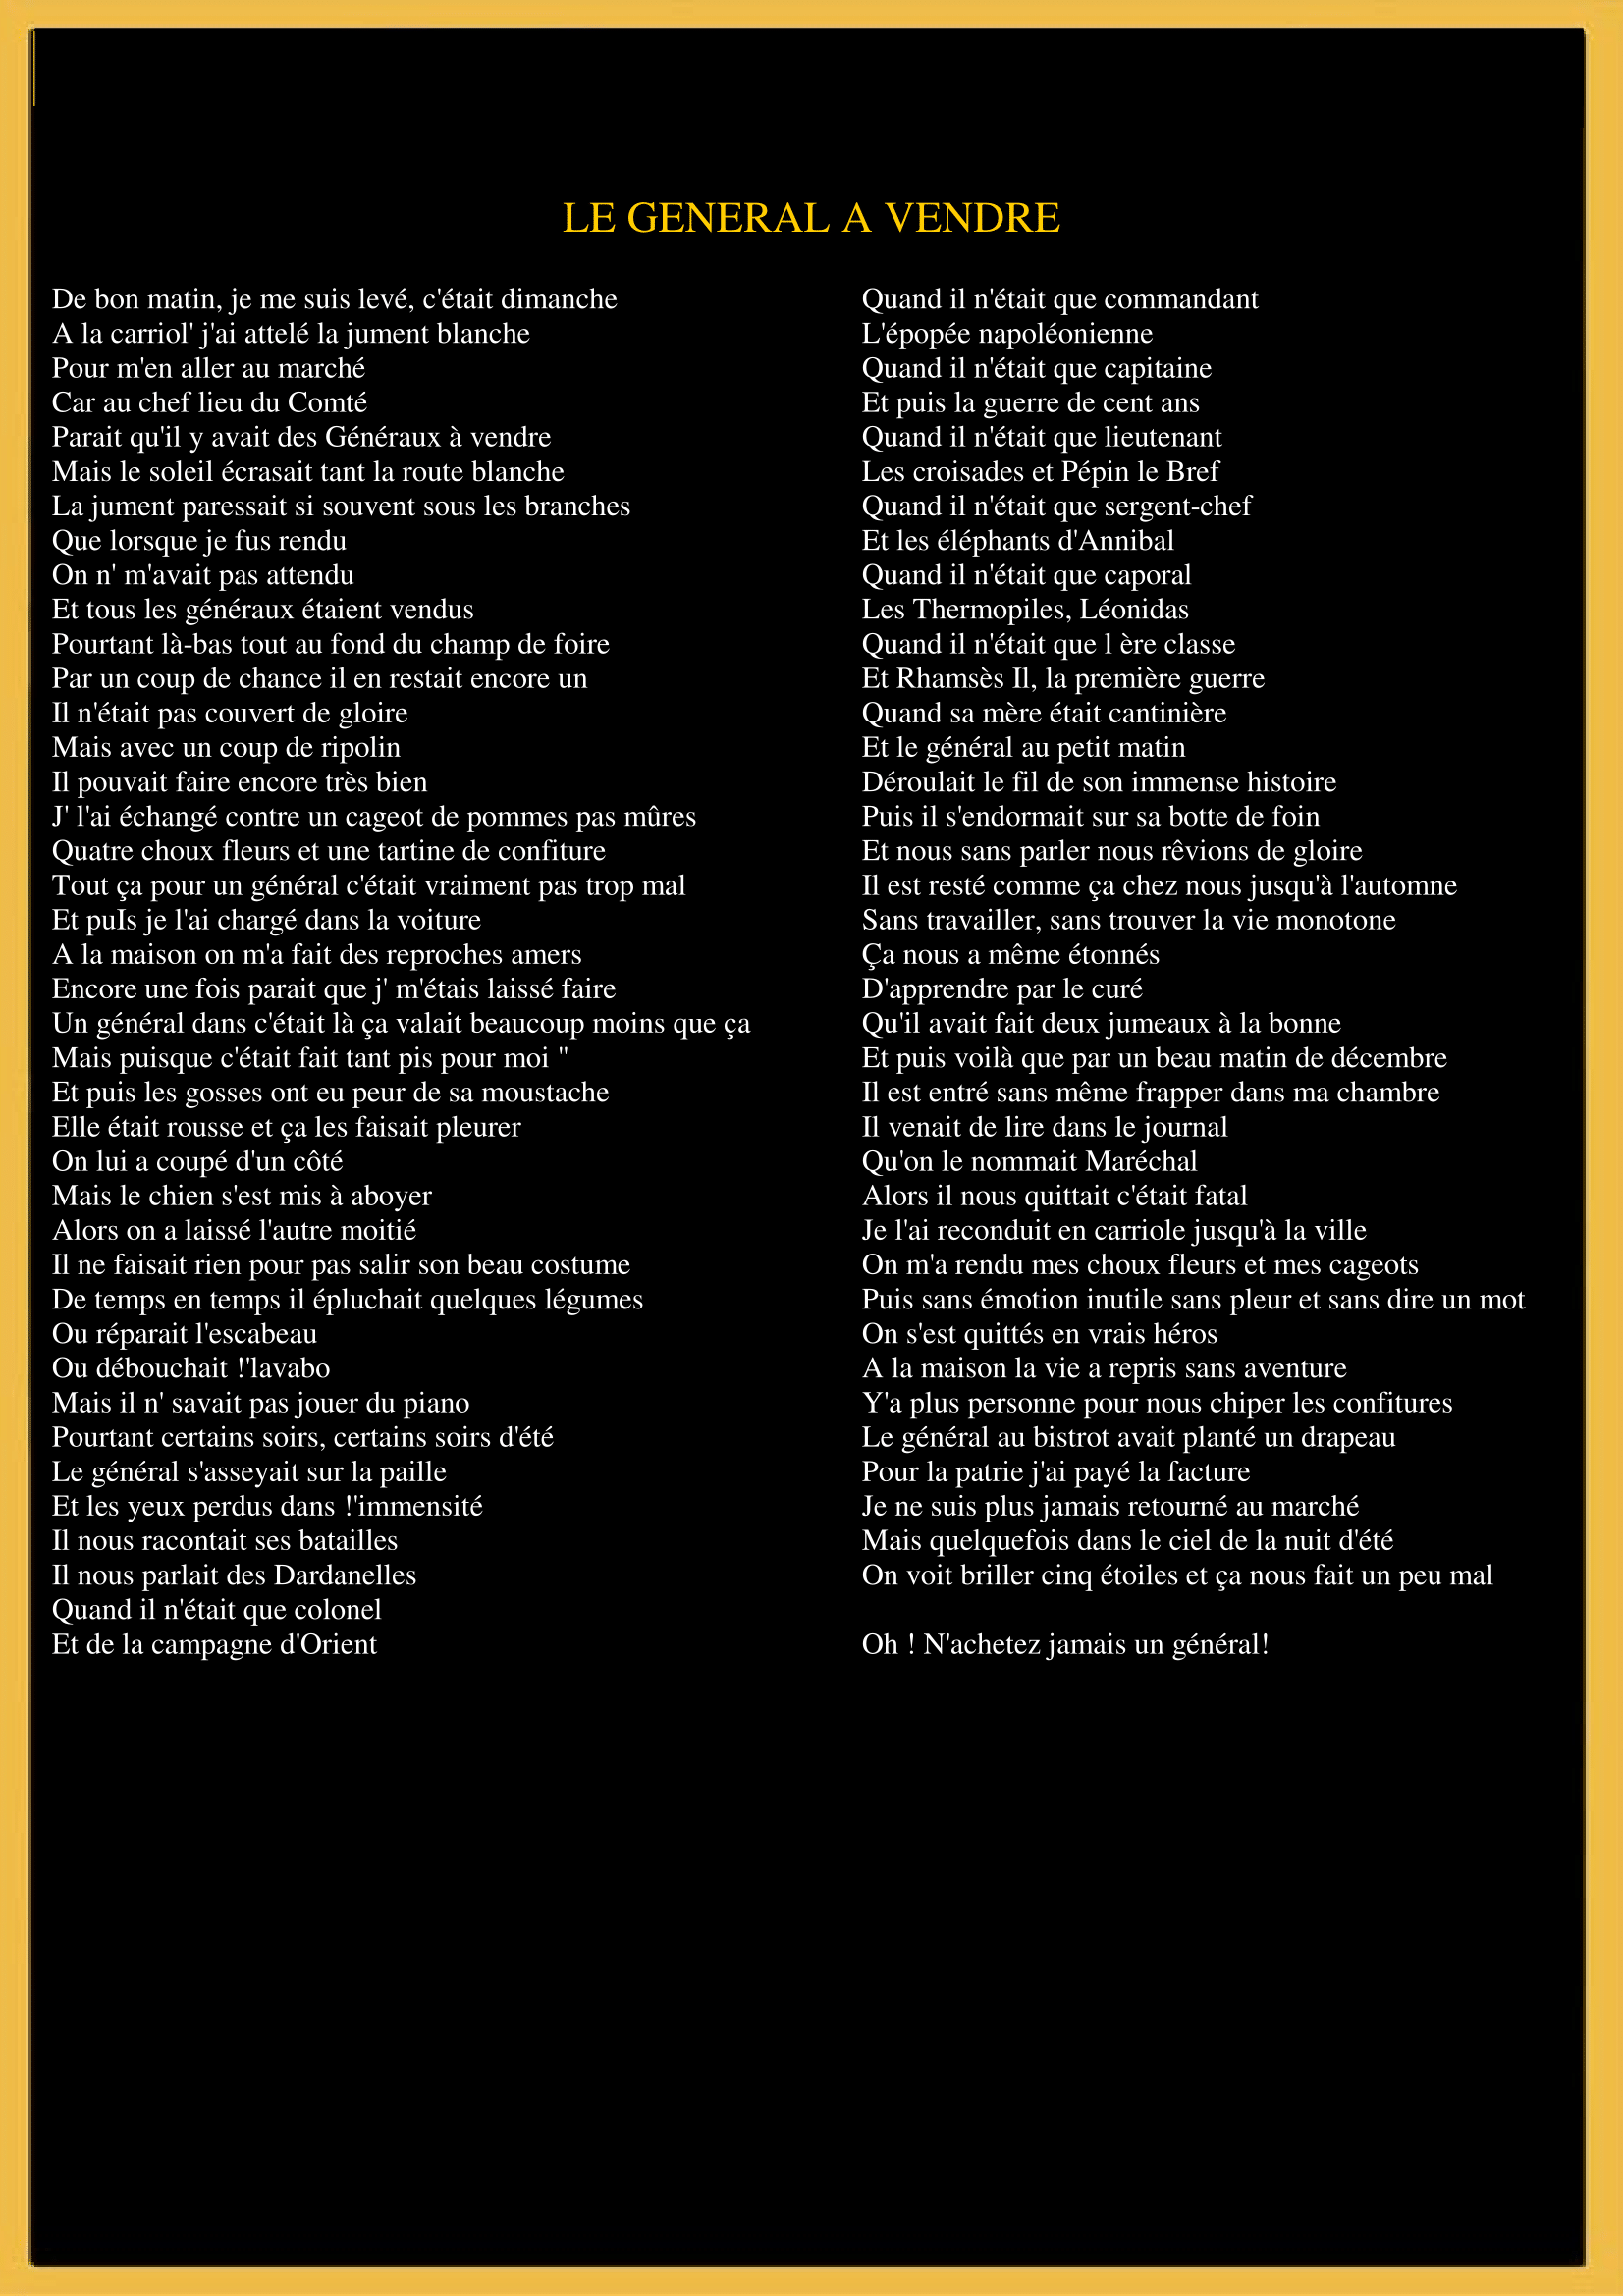 LE GENERAL A VENDRE
De bon matin, je me suis levé, c'était dimanche
A la carriol' j'ai attelé la jument blanche
Pour m'en aller au marché
Car au chef lieu du Comté
Parait qu'il y avait des Généraux à vendre
Mais le soleil écrasait tant la route blanche
La jument paressait si souvent sous les branches
Que lorsque je fus rendu
On n' m'avait pas attendu
Et tous les généraux étaient vendus
Pourtant là-bas tout au fond du champ de foire
Par un coup de chance il en restait encore un
Il n'était pas couvert de gloire
Mais avec un coup de ripolin
Il pouvait faire encore très bien
J' l'ai échangé contre un cageot de pommes pas mûres
Quatre choux fleurs et une tartine de confiture
Tout ça pour un général c'était vraiment pas trop mal
Et puIs je l'ai chargé dans la voiture
A la maison on m'a fait des reproches amers
Encore une fois parait que j' m'étais laissé faire
Un général dans c'était là ça valait beaucoup moins que ça
Mais puisque c'était fait tant pis pour moi "
Et puis les gosses ont eu peur de sa moustache
Elle était rousse et ça les faisait pleurer
On lui a coupé d'un côté
Mais le chien s'est mis à aboyer
Alors on a laissé l'autre moitié
Il ne faisait rien pour pas salir son beau costume
De temps en temps il épluchait quelques légumes
Ou réparait l'escabeau
Ou débouchait !'lavabo
Mais il n' savait pas jouer du piano
Pourtant certains soirs, certains soirs d'été
Le général s'asseyait sur la paille
Et les yeux perdus dans !'immensité
Il nous racontait ses batailles
Il nous parlait des Dardanelles
Quand il n'était que colonel
Et de la campagne d'Orient
Quand il n'était que commandant
L'épopée napoléonienne
Quand il n'était que capitaine
Et puis la guerre de cent ans
Quand il n'était que lieutenant
Les croisades et Pépin le Bref
Quand il n'était que sergent-chef
Et les éléphants d'Annibal
Quand il n'était que caporal
Les Thermopiles, Léonidas
Quand il n'était que l ère classe
Et Rhamsès Il, la première guerre
Quand sa mère était cantinière
Et le général au petit matin
Déroulait le fil de son immense histoire
Puis il s'endormait sur sa botte de foin
Et nous sans parler nous rêvions de gloire
Il est resté comme ça chez nous jusqu'à l'automne
Sans travailler, sans trouver la vie monotone
Ça nous a même étonnés
D'apprendre par le curé
Qu'il avait fait deux jumeaux à la bonne
Et puis voilà que par un beau matin de décembre
Il est entré sans même frapper dans ma chambre
Il venait de lire dans le journal
Qu'on le nommait Maréchal
Alors il nous quittait c'était fatal
Je l'ai reconduit en carriole jusqu'à la ville
On m'a rendu mes choux fleurs et mes cageots
Puis sans émotion inutile sans pleur et sans dire un mot
On s'est quittés en vrais héros
A la maison la vie a repris sans aventure
Y'a plus personne pour nous chiper les confitures
Le général au bistrot avait planté un drapeau
Pour la patrie j'ai payé la facture
Je ne suis plus jamais retourné au marché
Mais quelquefois dans le ciel de la nuit d'été
On voit briller cinq étoiles et ça nous fait un peu mal
Oh ! N'achetez jamais un général!